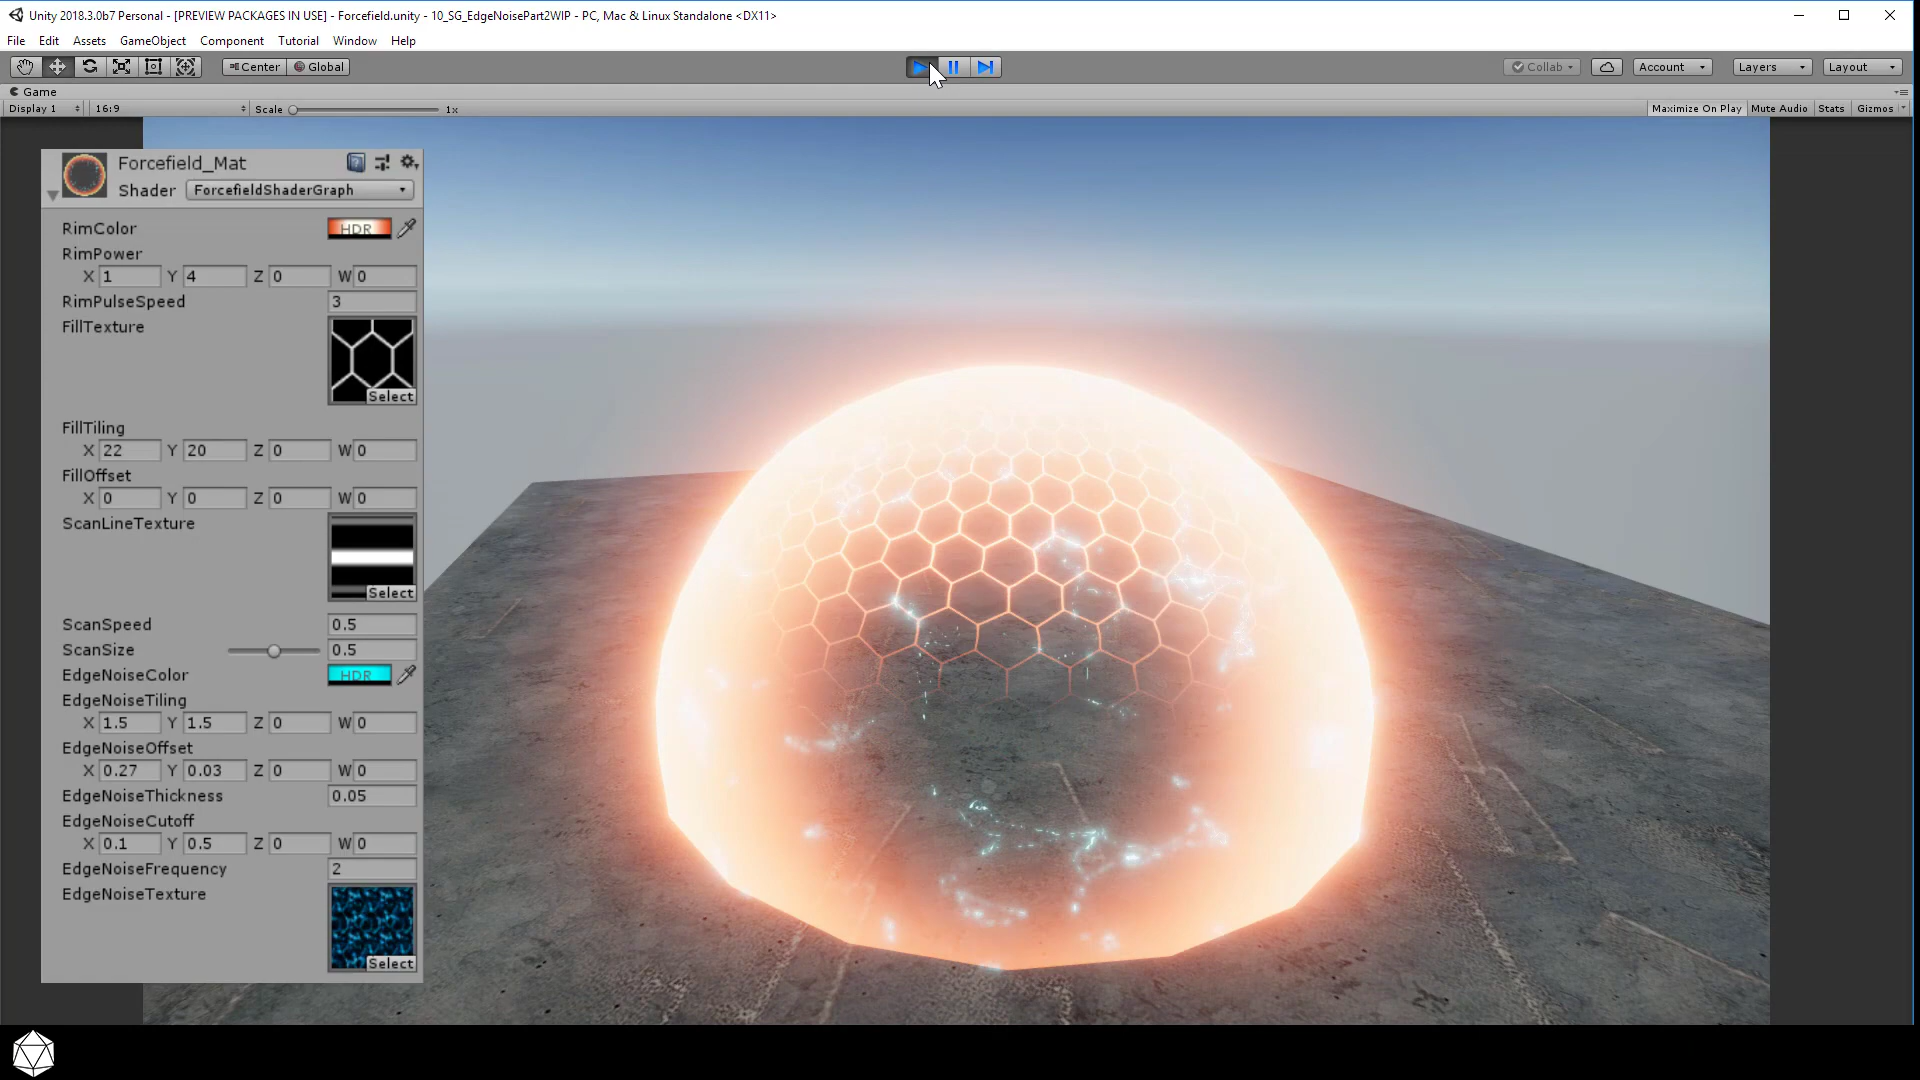 Unity 2018.3.0b7 Personal - [PREVIEW PACKAGES IN USE] - Forcefield.unity - 10_SG_EdgeNoisePart2WIP - PC, Mac & Linux Standalone <DX11>
File Edit Assets GameObject Component Tutorial Window Help
Center Global Collab Account Layers Layout
Game
Display 1 16:9 Scale 1x Maximize On Play Mute Audio Stats Gizmos
Forcefield_Mat
Shader ForcefieldShaderGraph
RimColor HDR
RimPower
X 1 Y 4 Z 0 W 0
RimPulseSpeed 3
FillTexture
Select
FillTiling
X 22 Y 20 Z 0 W 0
FillOffset
X 0 Y 0 Z 0 W 0
ScanLineTexture
Select
ScanSpeed 0.5
ScanSize 0.5
EdgeNoiseColor HDR
EdgeNoiseTiling
X 1.5 Y 1.5 Z 0 W 0
EdgeNoiseOffset
X 0.27 Y 0.03 Z 0 W 0
EdgeNoiseThickness 0.05
EdgeNoiseCutoff
X 0.1 Y 0.5 Z 0 W 0
EdgeNoiseFrequency 2
EdgeNoiseTexture
Select